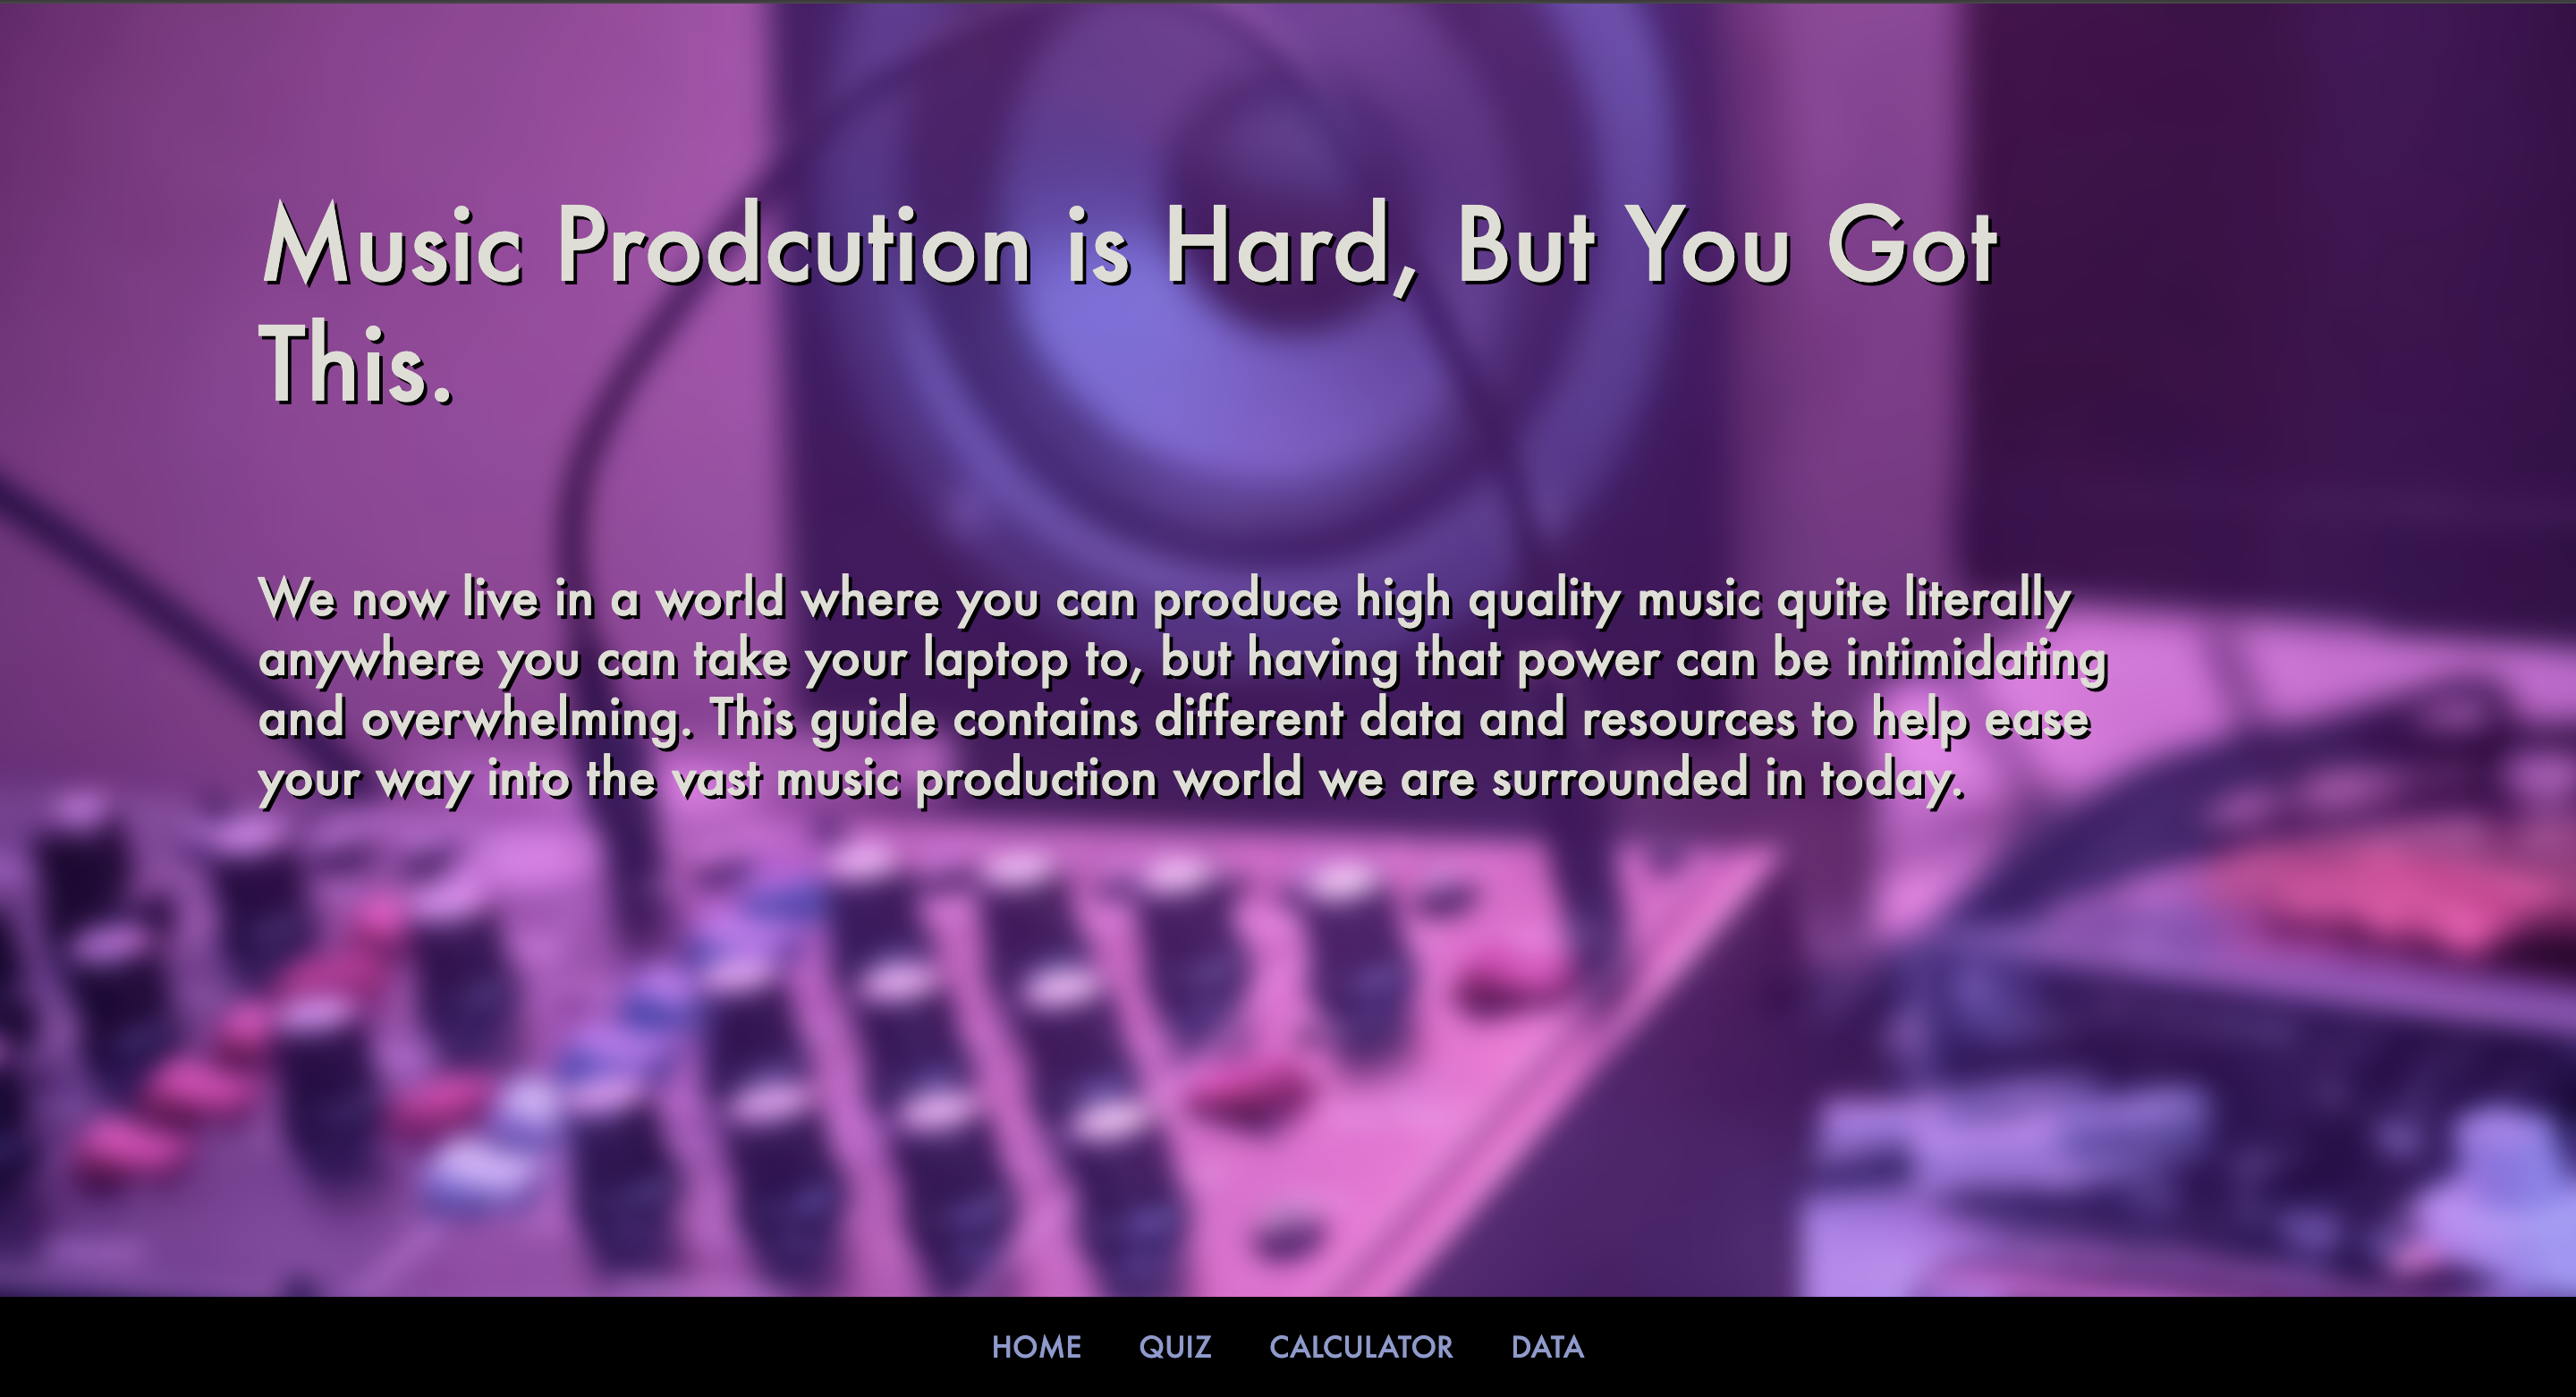 Music Prodcution is Hard, But You Got
This.
We now live in a world where you can produce high quality music quite literally
anywhere you can take your laptop to, but having that power can be intimidating
and overwhelming. This guide contains different data and resources to help ease
your way into the vast music production world we are surrounded in today.
HOME QUIZ CALCULATOR DATA